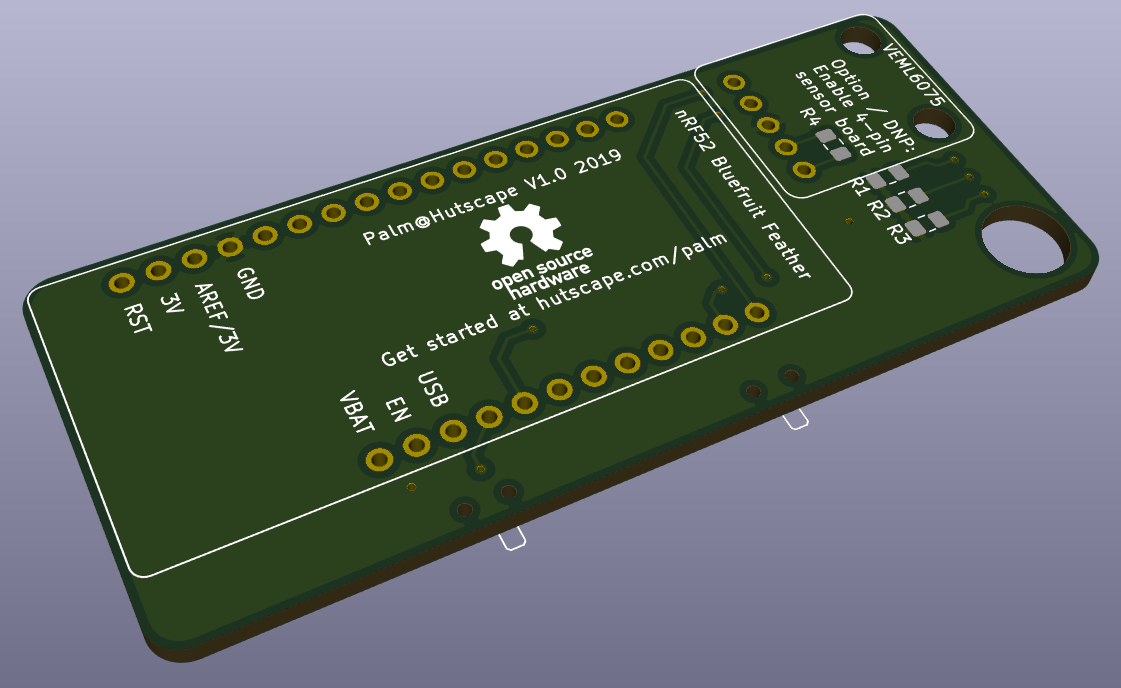 VEML6075
Option / DNP:
Enable 4-pin
sensor board
R4
R1 R2 R3
nRF52 Bluefruit Feather
Palm@Hutscape V1.0 2019
open source
hardware
Get started at hutscape.com/palm
RST
3V
AREF/3V
GND
VBAT
EN
USB